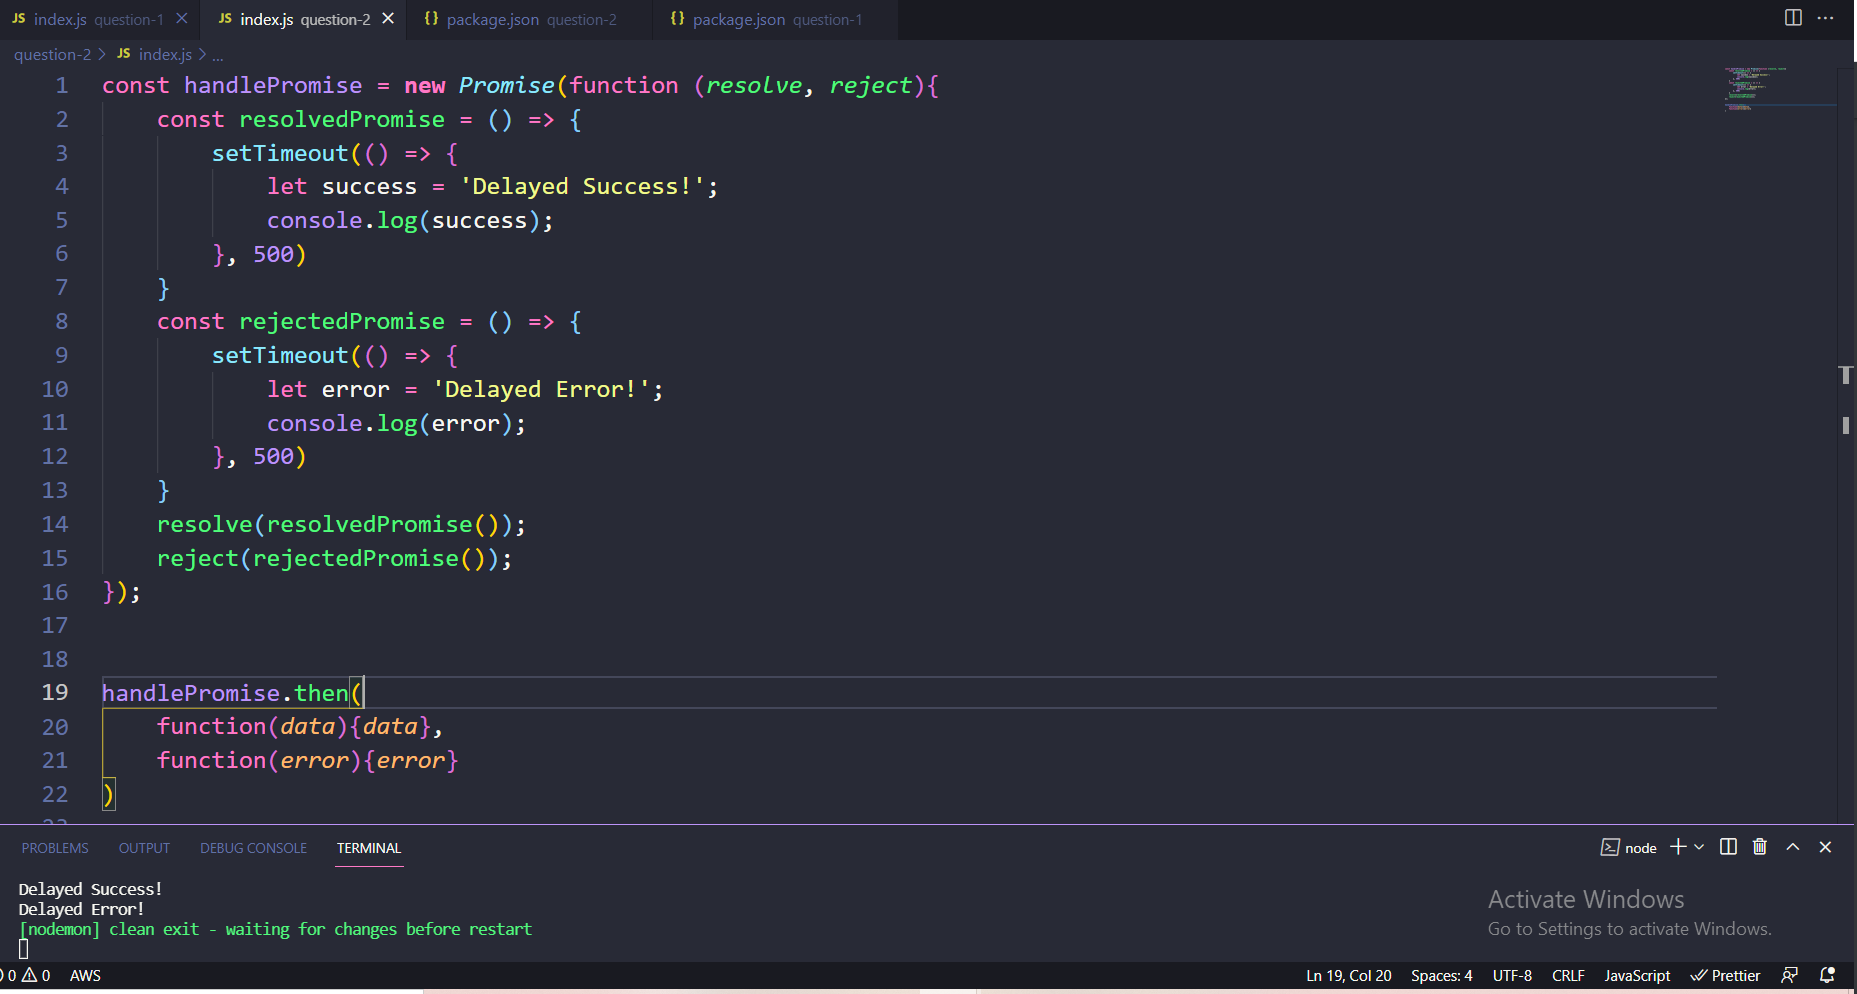 JS index.js question-1
JS index.js question-2
{} package.json question-2
{} package.json question-1
question-2 > JS index.js > ...
1 const handlePromise = new Promise(function (resolve, reject){
2 const resolvedPromise = () => {
3 setTimeout(() => {
4 let success = 'Delayed Success!';
5 console.log(success);
6 }, 500)
7 }
8 const rejectedPromise = () => {
9 setTimeout(() => {
10 let error = 'Delayed Error!';
11 console.log(error);
12 }, 500)
13 }
14 resolve(resolvedPromise());
15 reject(rejectedPromise());
16 });
17
18
19 handlePromise.then(
20 function(data){data},
21 function(error){error}
22 )
PROBLEMS OUTPUT DEBUG CONSOLE TERMINAL
node
Delayed Success!
Delayed Error!
[nodemon] clean exit - waiting for changes before restart
Activate Windows
Go to Settings to activate Windows.
0 0 AWS
Ln 19, Col 20 Spaces: 4 UTF-8 CRLF JavaScript Prettier